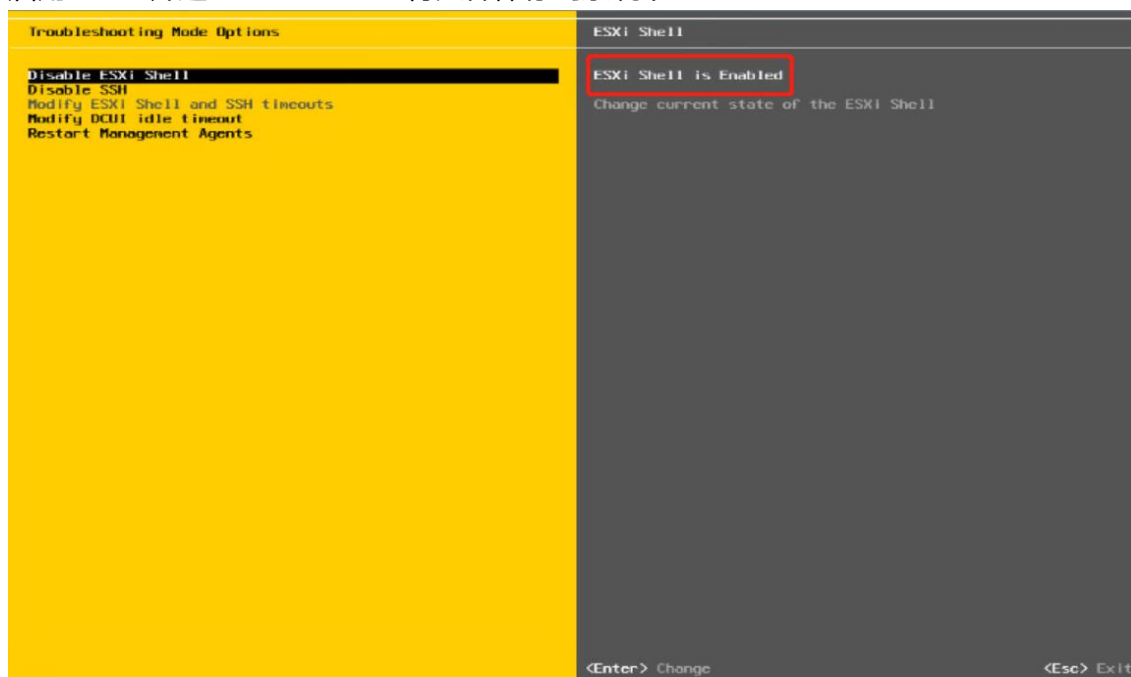 Troubleshooting Mode Options
ESXi Shell
Disable ESXi Shell
Disable SSH
Modify ESXi Shell and SSH timeouts
Modify DCUI idle timeout
Restart Management Agents
ESXi Shell is Enabled
Change current state of the ESXi Shell
<Enter> Change
<Esc> Exit